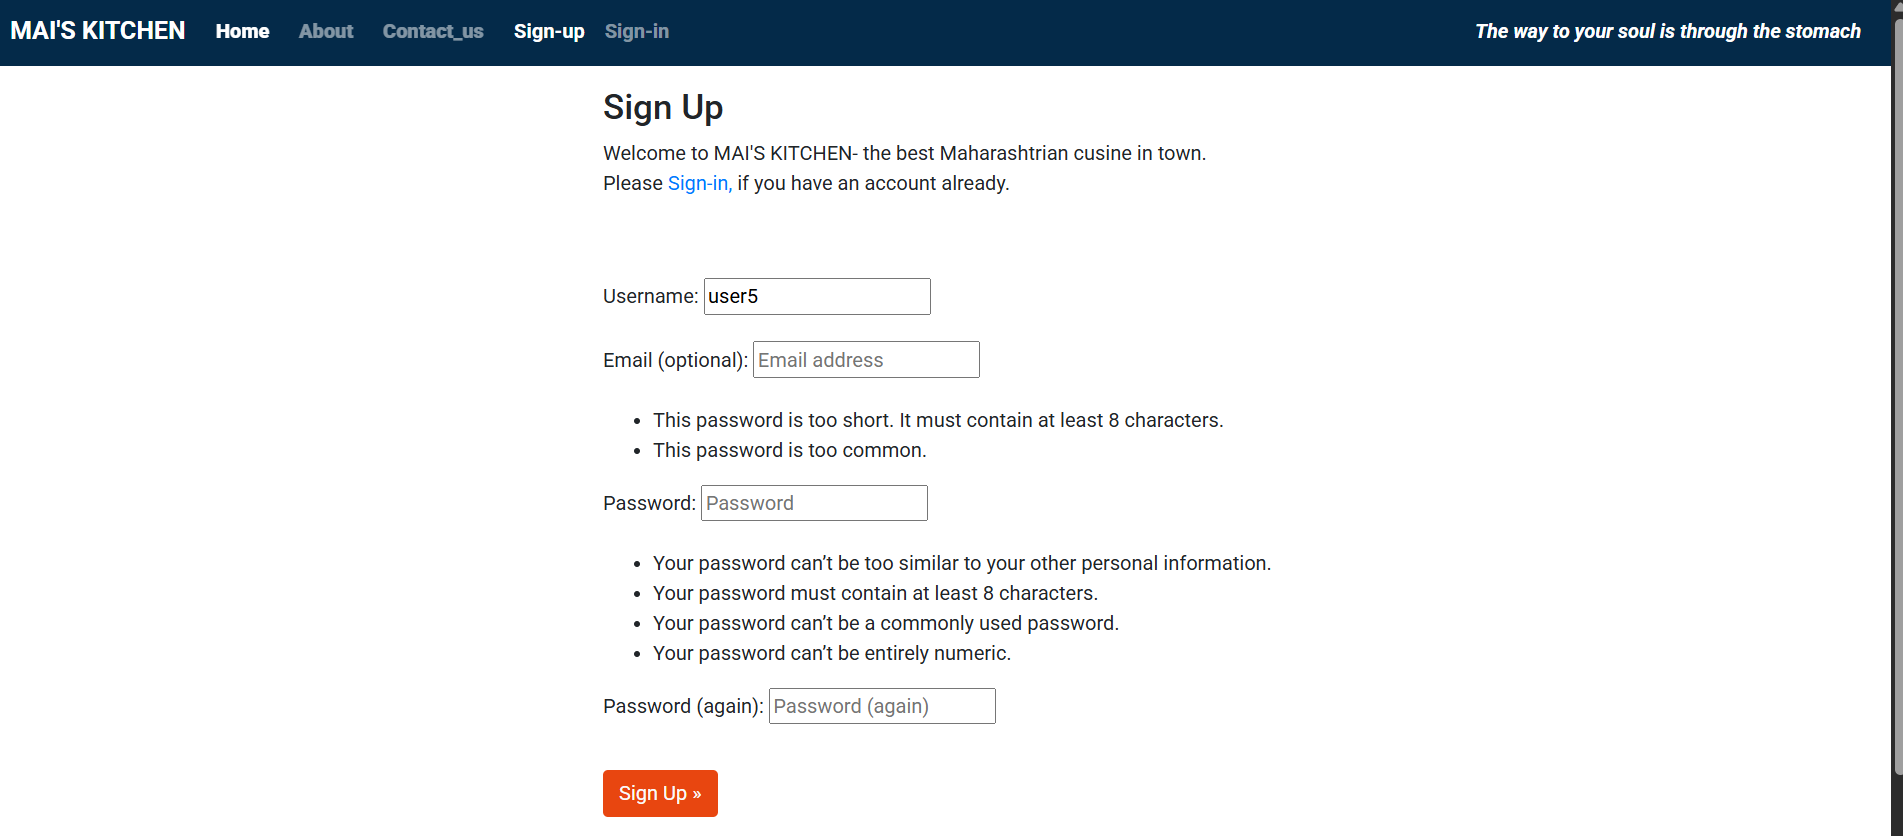 MAI'S KITCHEN Home About Contact_us Sign-up Sign-in The way to your soul is through the stomach
Sign Up
Welcome to MAI'S KITCHEN- the best Maharashtrian cusine in town.
Please Sign-in, if you have an account already.
Username: user5
Email (optional): Email address
• This password is too short. It must contain at least 8 characters.
• This password is too common.
Password: Password
• Your password can’t be too similar to your other personal information.
• Your password must contain at least 8 characters.
• Your password can’t be a commonly used password.
• Your password can’t be entirely numeric.
Password (again): Password (again)
Sign Up »